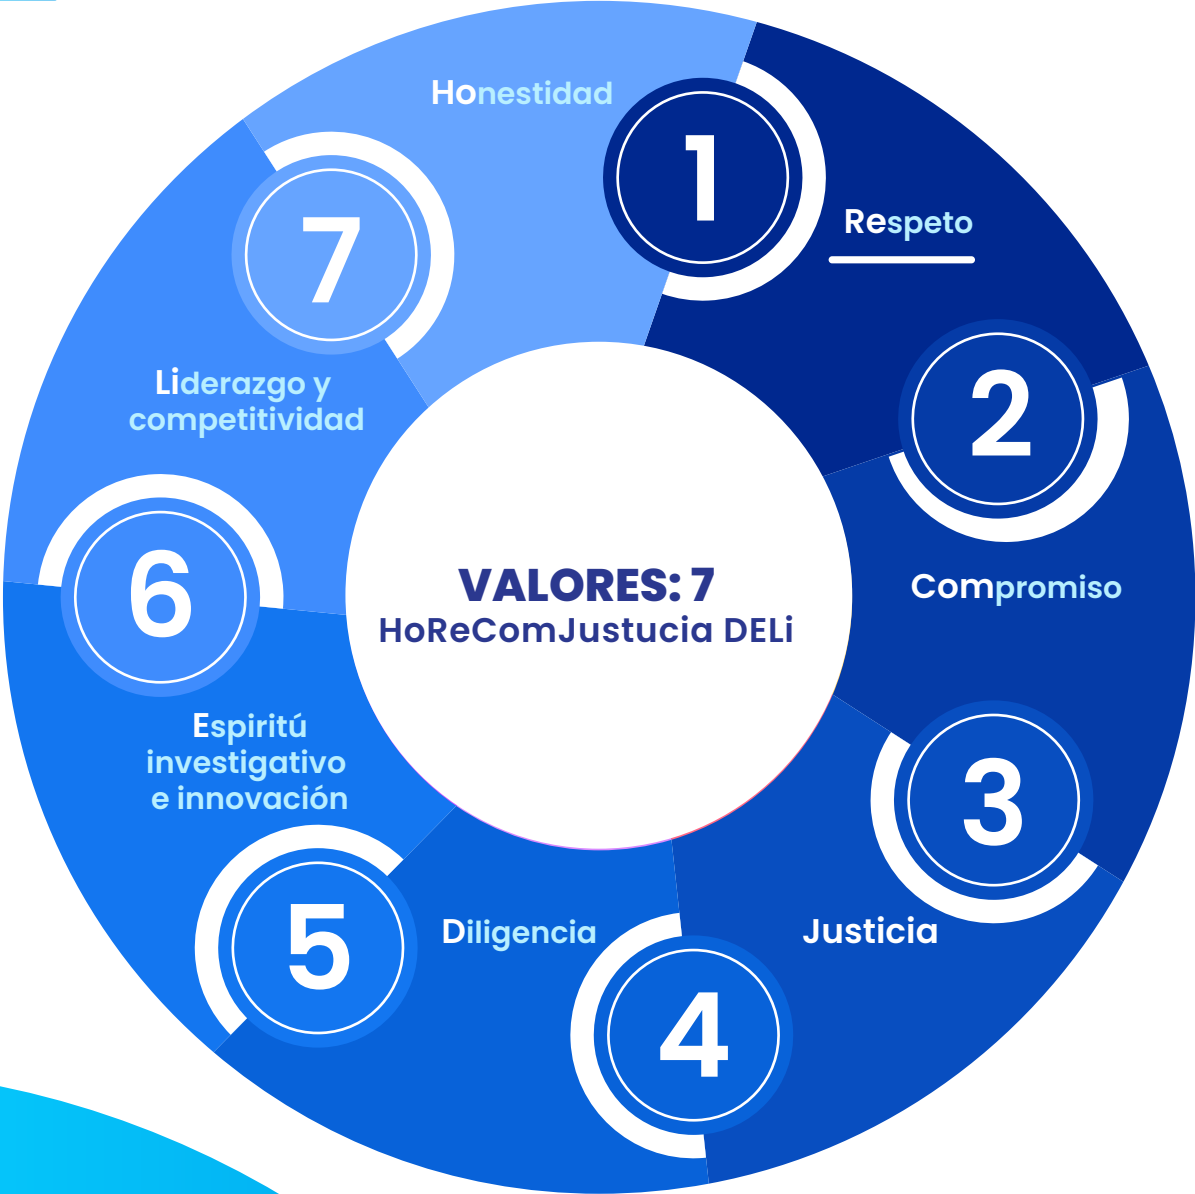 Honestidad
1
Respeto
2
Compromiso
3
Justicia
4
Diligencia
5
Espiritú
investigativo
e innovación
6
Liderazgo y
competitividad
7
VALORES: 7
HoReComJustucia DELi